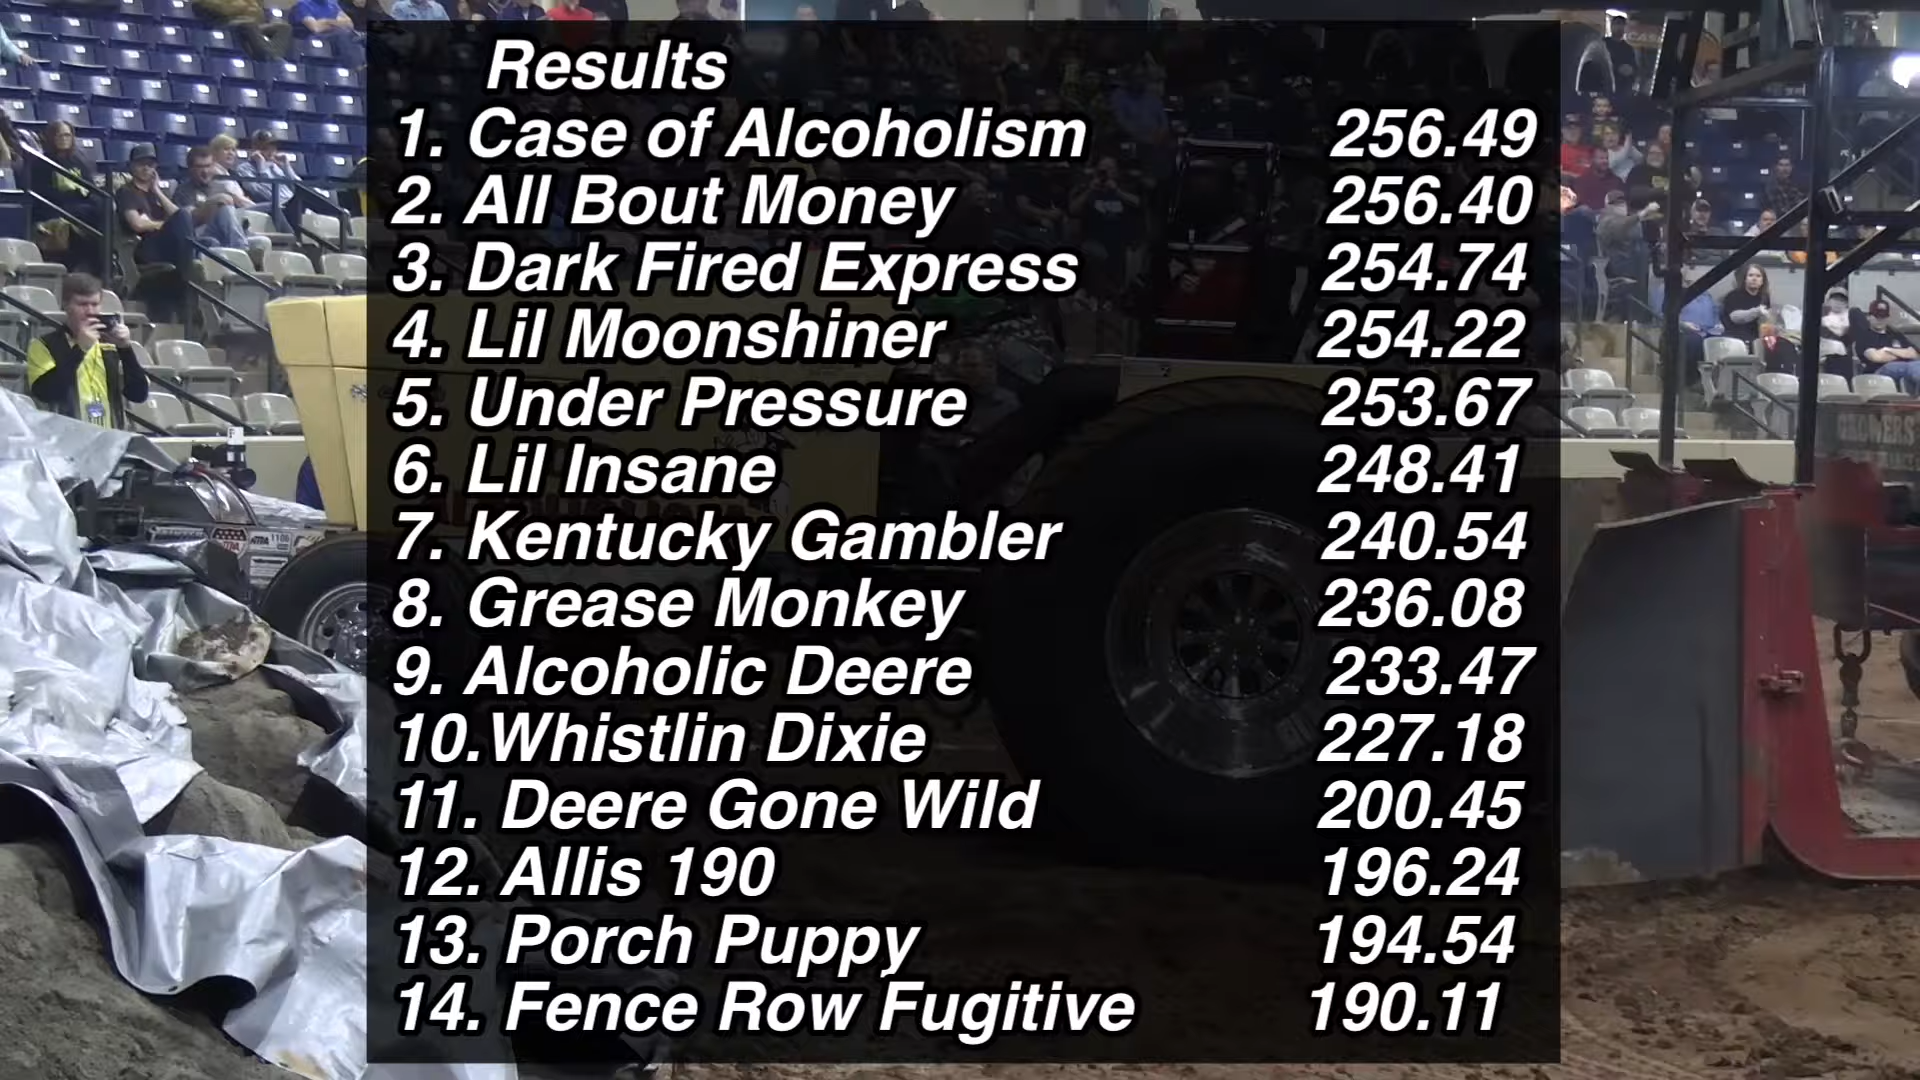 Results
1. Case of Alcoholism 256.49
2. All Bout Money 256.40
3. Dark Fired Express 254.74
4. Lil Moonshiner 254.22
5. Under Pressure 253.67
6. Lil Insane 248.41
7. Kentucky Gambler 240.54
8. Grease Monkey 236.08
9. Alcoholic Deere 233.47
10.Whistlin Dixie 227.18
11. Deere Gone Wild 200.45
12. Allis 190 196.24
13. Porch Puppy 194.54
14. Fence Row Fugitive 190.11